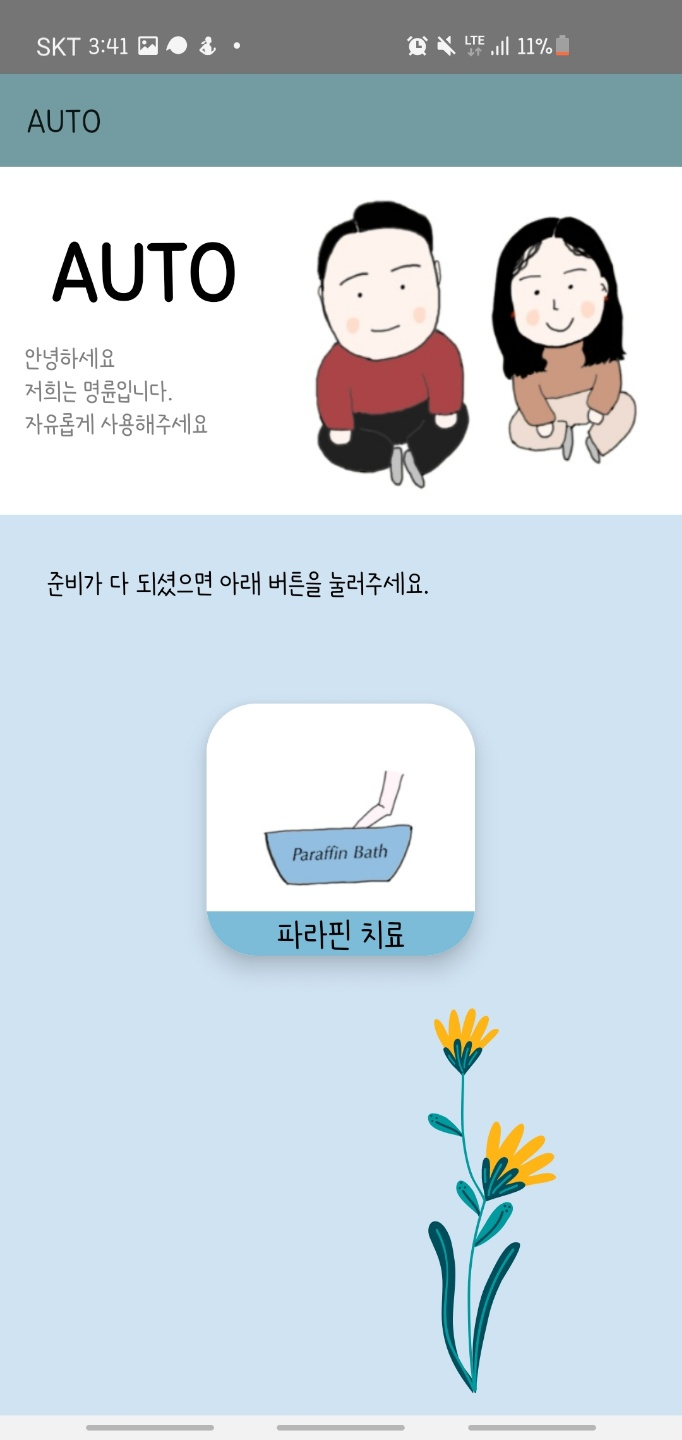 SKT 3:41
LTE
11%
AUTO
AUTO
안녕하세요
저희는 명륜입니다.
자유롭게 사용해주세요
준비가 다 되셨으면 아래 버튼을 눌러주세요.
Paraffin Bath
파라핀 치료